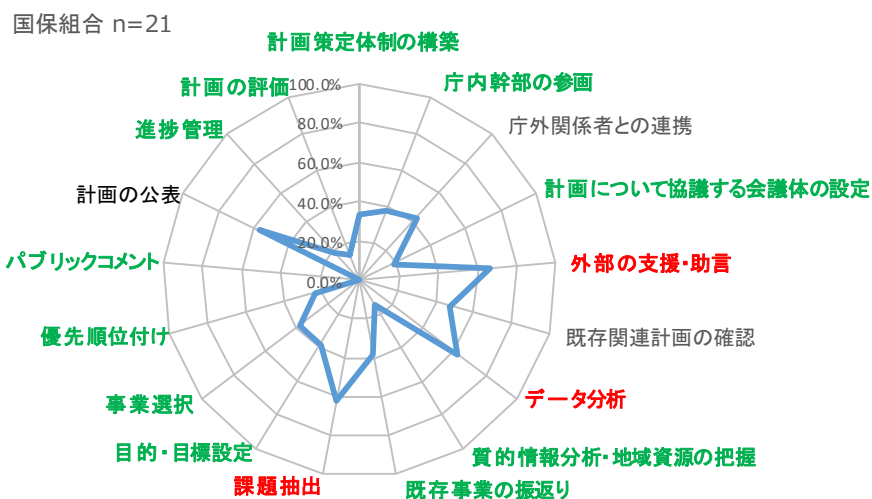 国保組合 n=21
計画策定体制の構築
100.0%
計画の評価
庁内幹部の参画
80.0%
進捗管理
庁外関係者との連携
60.0%
計画の公表
40.0%
計画について協議する会議体の設定
20.0%
パブリックコメント
0.0%
外部の支援・助言
優先順位付け
既存関連計画の確認
事業選択
データ分析
目的・目標設定
質的情報分析・地域資源の把握
課題抽出
既存事業の振返り